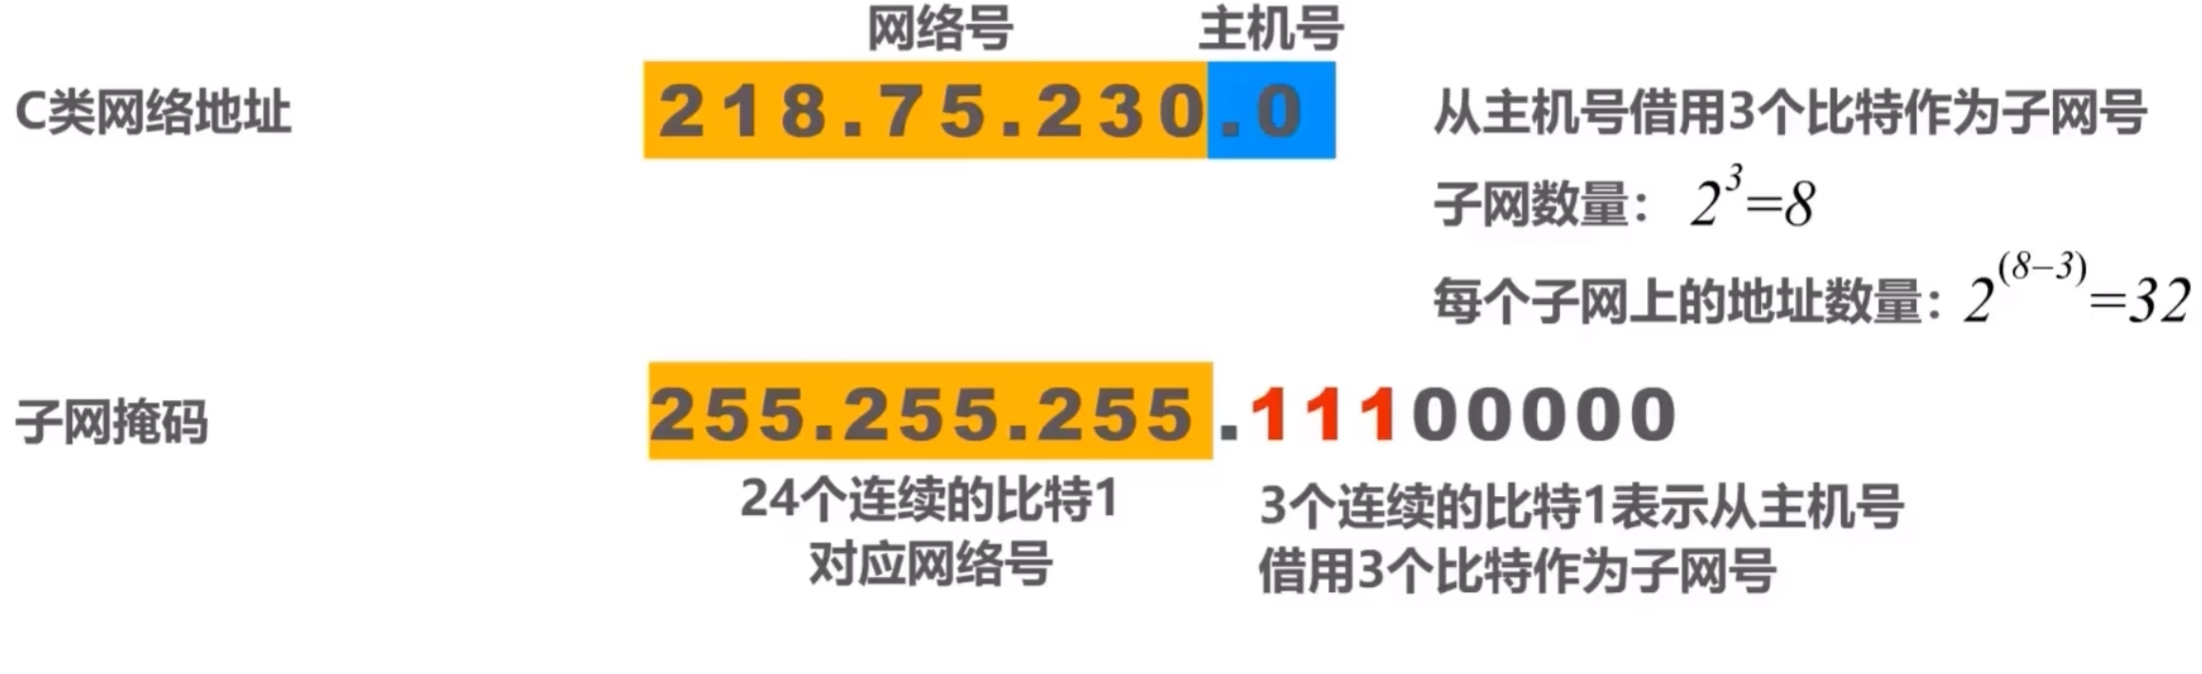 网络号 主机号
C类网络地址 218.75.230.0 从主机号借用3个比特作为子网号
子网数量： 2^3=8
每个子网上的地址数量：2^(8-3)=32
子网掩码 255.255.255.11100000
24个连续的比特1 3个连续的比特1表示从主机号
对应网络号 借用3个比特作为子网号